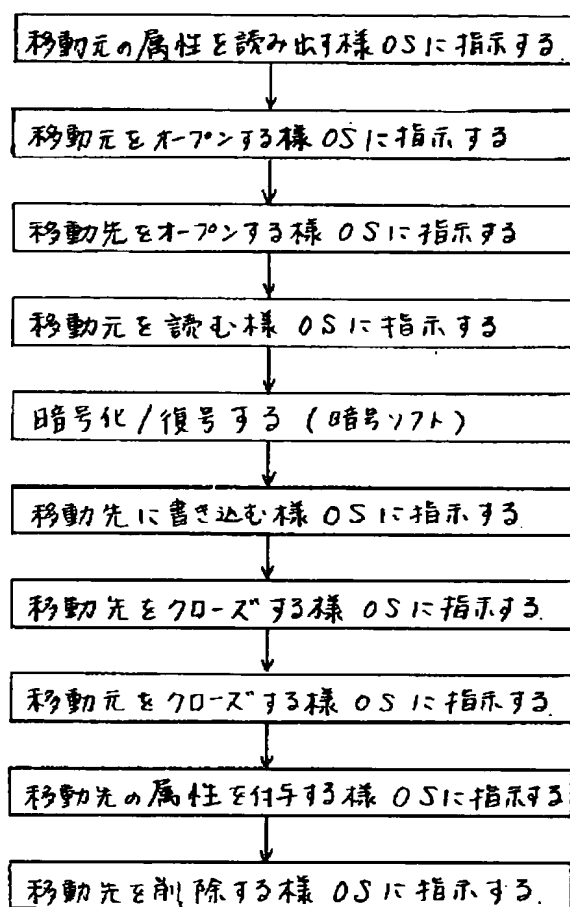 移動元の属性を読み出す様OSに指示する
移動元をオープンする様OSに指示する
移動先をオープンする様OSに指示する
移動元を読む様OSに指示する
暗号化/復号する(暗号ソフト)
移動先に書き込む様OSに指示する
移動先をクローズする様OSに指示する.
移動元をクローズする様OSに指示する
移動先の属性を付与する様OSに指示する
移動先を削除する様OSに指示する.